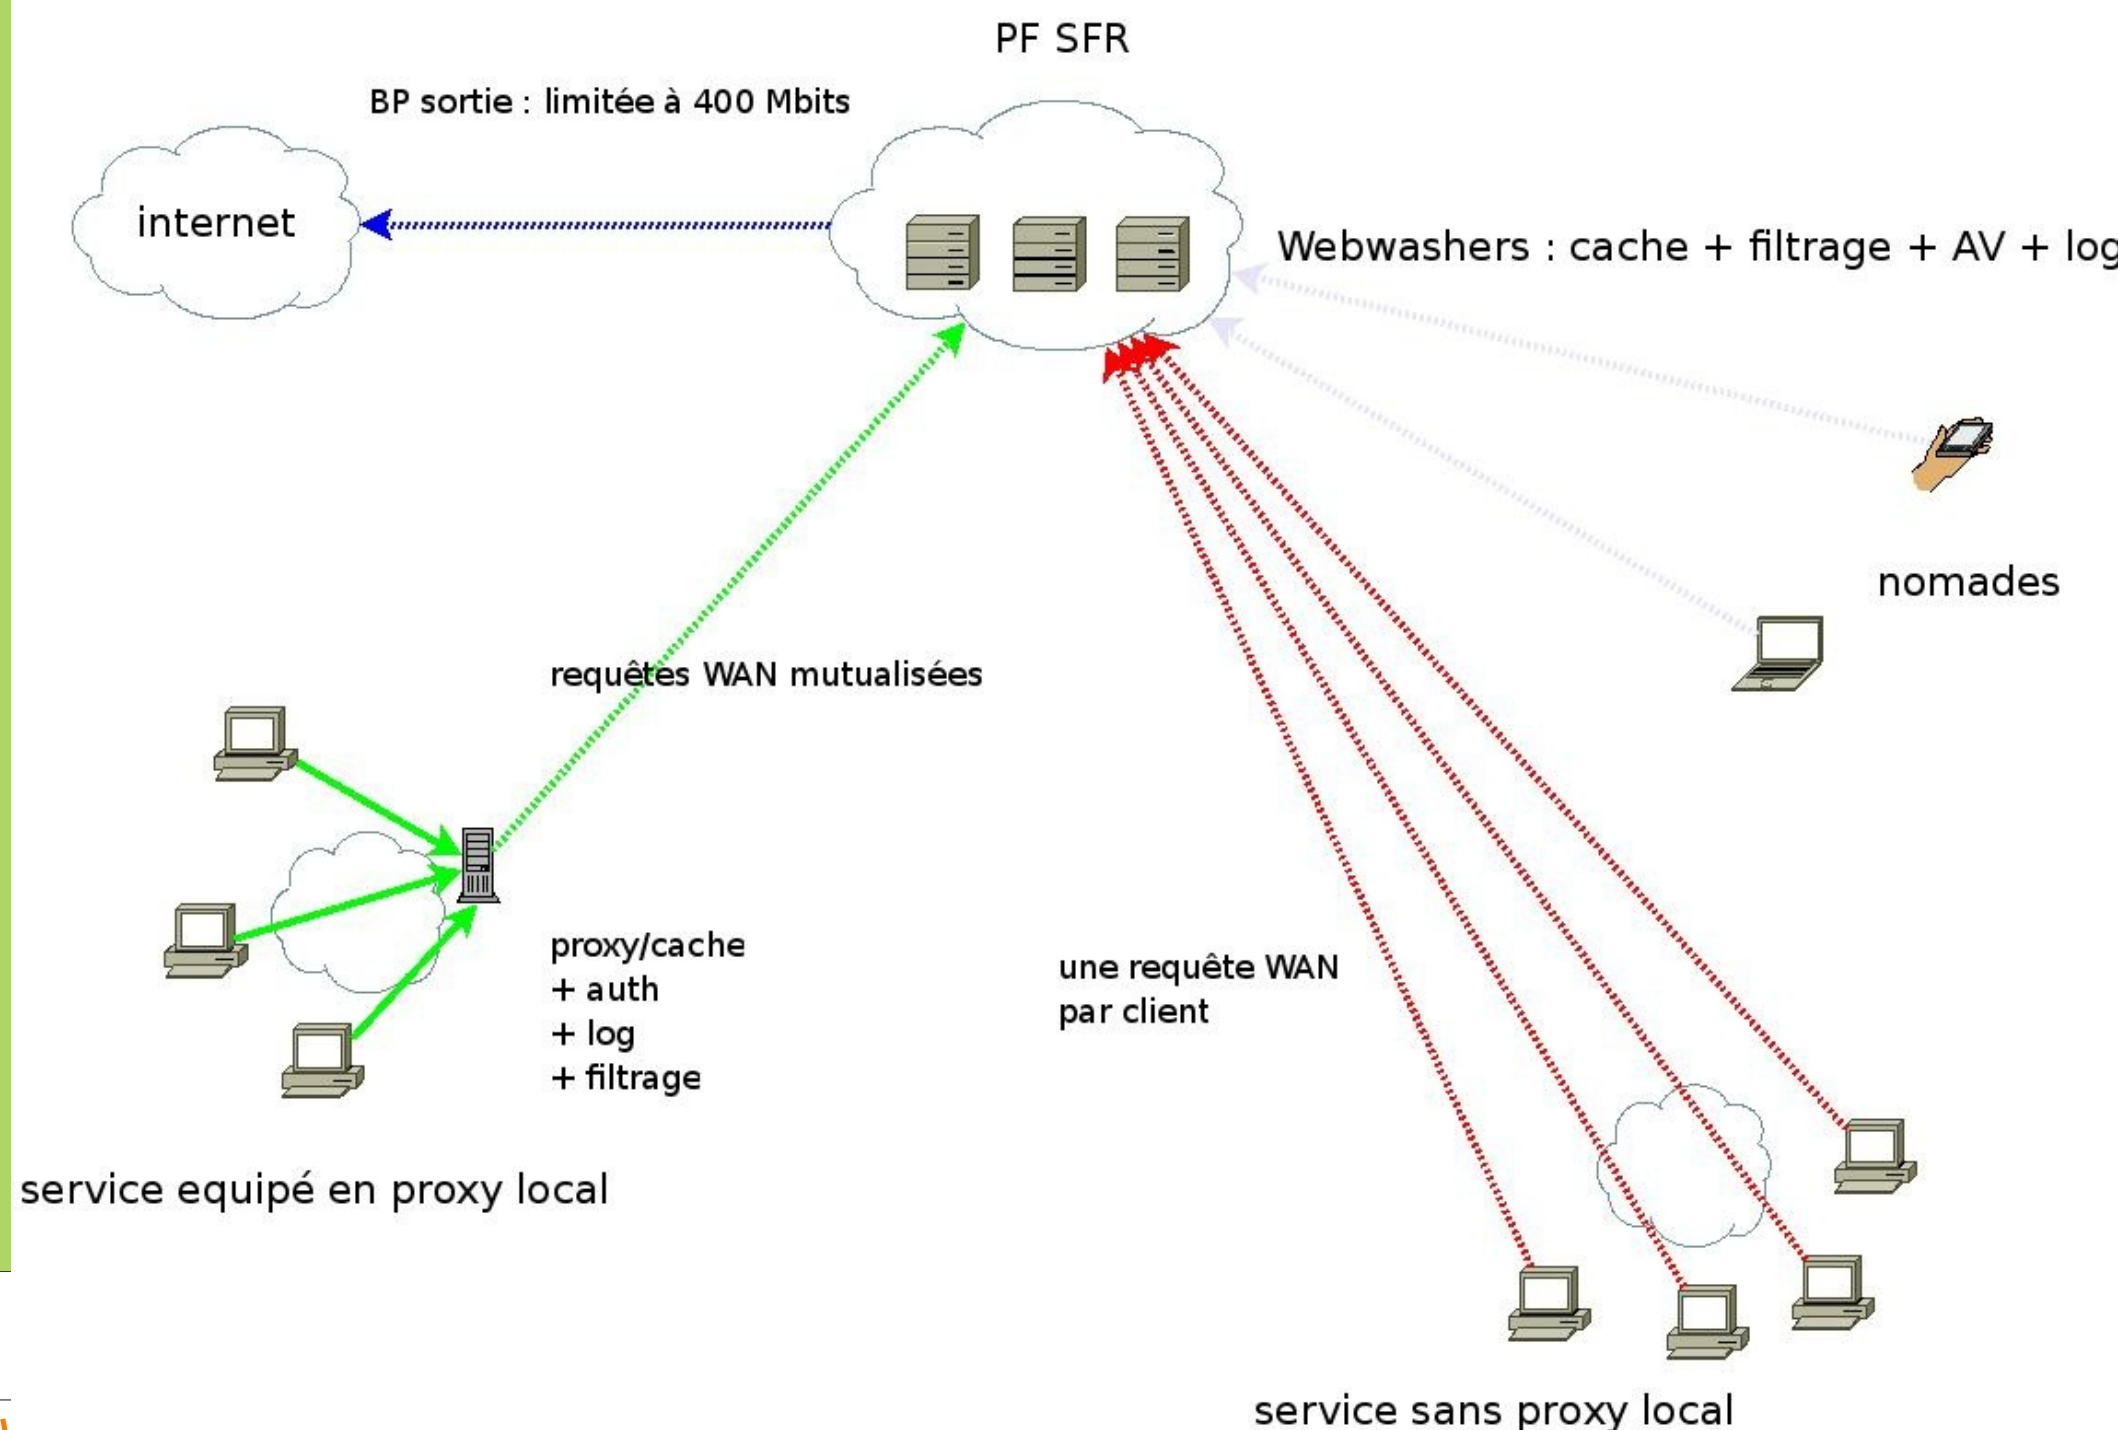 PF SFR
BP sortie : limitée à 400 Mbits
internet
Webwashers : cache + filtrage + AV + log
nomades
requêtes WAN mutualisées
proxy/cache
+ auth
+ log
+ filtrage
une requête WAN
par client
service equipé en proxy local
service sans proxy local